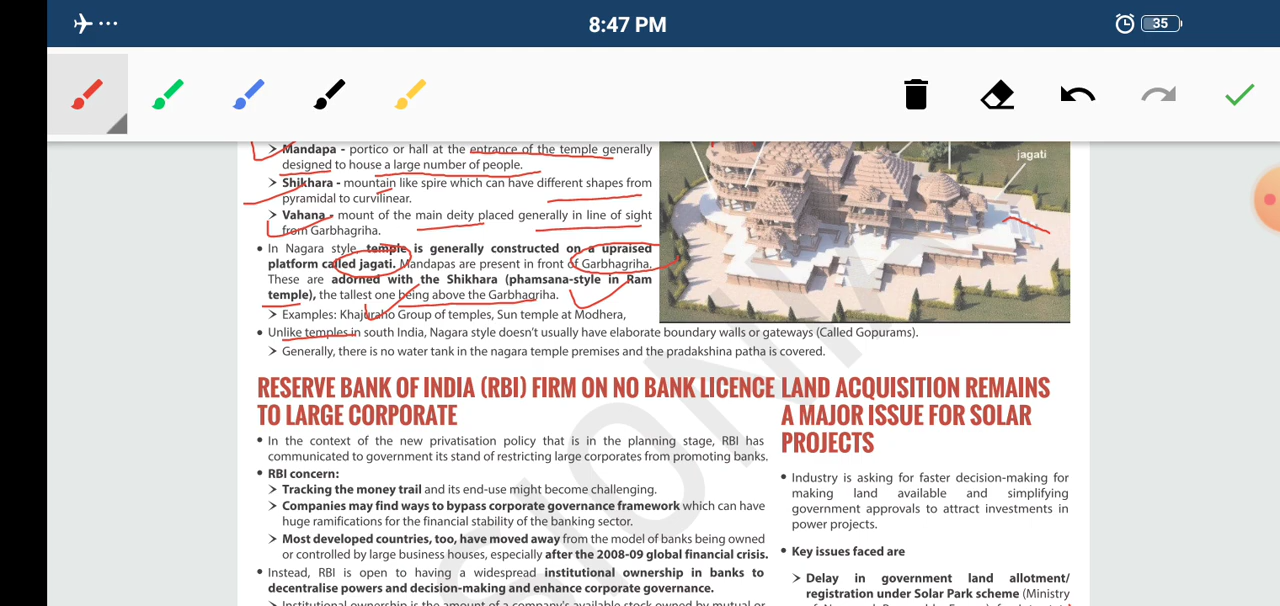 8:47 PM
35
➢ Mandapa - portico or hall at the entrance of the temple generally
designed to house a large number of people.
➢ Shikhara - mountain like spire which can have different shapes from
pyramidal to curvilinear.
➢ Vahana - mount of the main deity placed generally in line of sight
from Garbhagriha.
• In Nagara style, temple is generally constructed on a upraised
platform called jagati. Mandapas are present in front of Garbhagriha.
These are adorned with the Shikhara (phamsana-style in Ram
temple), the tallest one being above the Garbhagriha.
➢ Examples: Khajuraho Group of temples, Sun temple at Modhera,
jagati
• Unlike temples in south India, Nagara style doesn't usually have elaborate boundary walls or gateways (Called Gopurams).
➢ Generally, there is no water tank in the nagara temple premises and the pradakshina patha is covered.
RESERVE BANK OF INDIA (RBI) FIRM ON NO BANK LICENCE
TO LARGE CORPORATE
• In the context of the new privatisation policy that is in the planning stage, RBI has
communicated to government its stand of restricting large corporates from promoting banks.
• RBI concern:
➢ Tracking the money trail and its end-use might become challenging.
➢ Companies may find ways to bypass corporate governance framework which can have
huge ramifications for the financial stability of the banking sector.
➢ Most developed countries, too, have moved away from the model of banks being owned
or controlled by large business houses, especially after the 2008-09 global financial crisis.
• Instead, RBI is open to having a widespread institutional ownership in banks to
decentralise powers and decision-making and enhance corporate governance.
➢ Institutional ownership is the amount of a company's available stock owned by mutual or
LAND ACQUISITION REMAINS
A MAJOR ISSUE FOR SOLAR
PROJECTS
• Industry is asking for faster decision-making for
making land available and simplifying
government approvals to attract investments in
power projects.
• Key issues faced are
➢ Delay in government land allotment/
registration under Solar Park scheme (Ministry